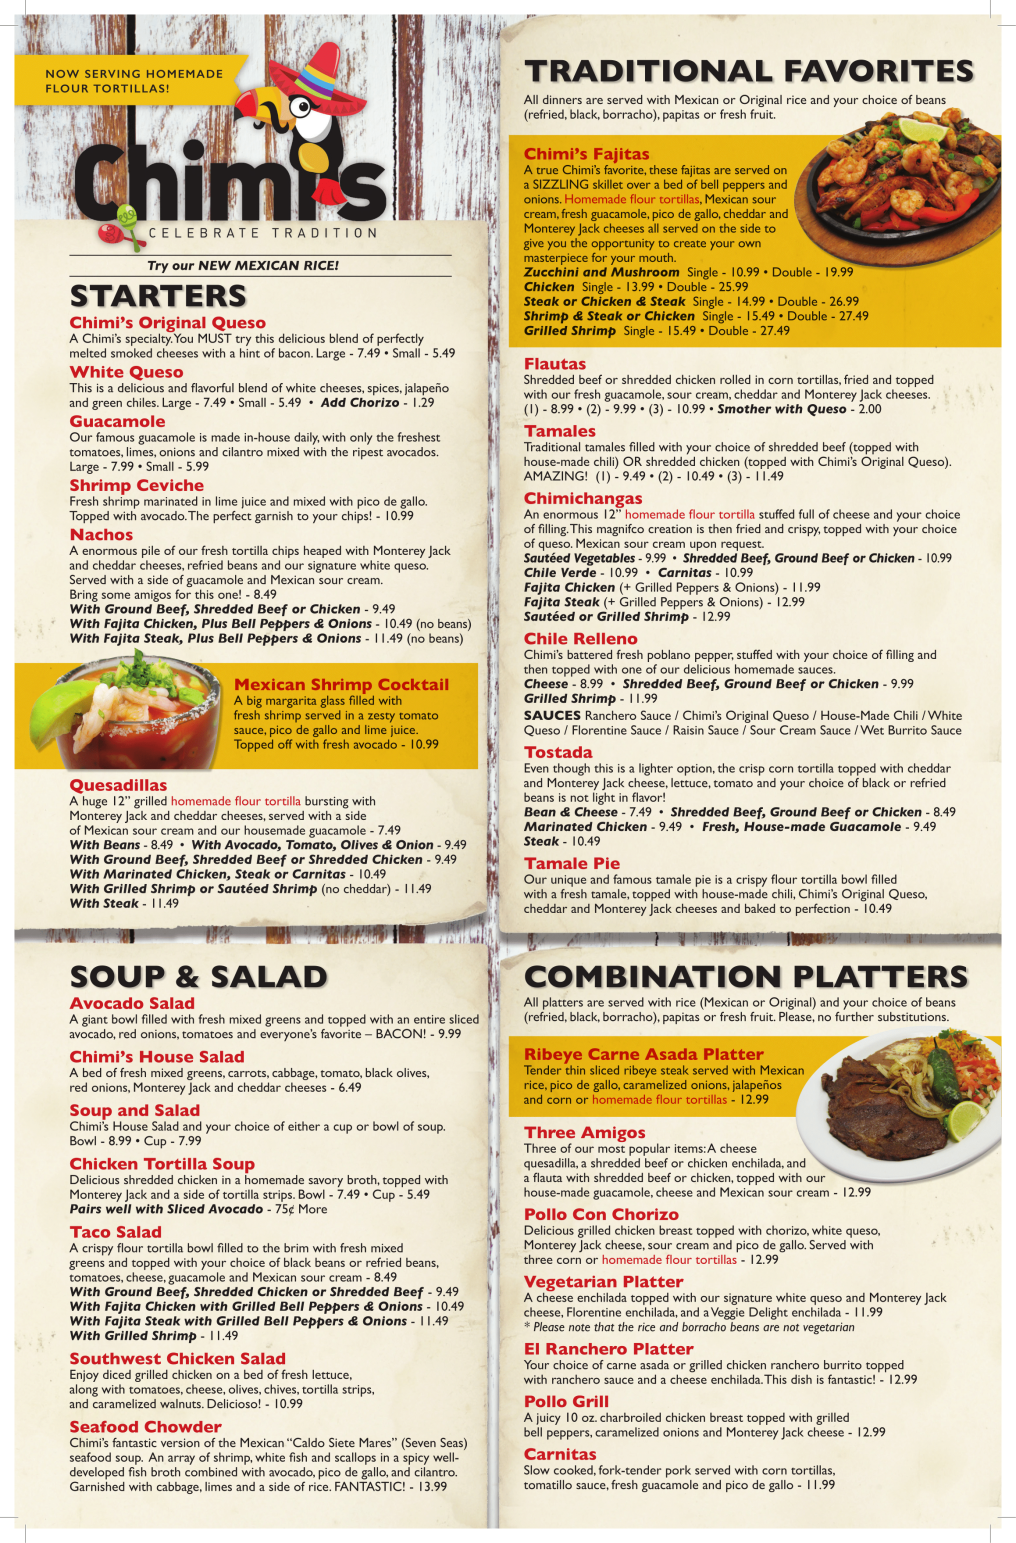 NOW SERVING HOMEMADE
FLOUR TORTILLAS!
Chimi's
CELEBRATE TRADITION
Try our NEW MEXICAN RICE!
STARTERS
Chimi's Original Queso
A Chimi's specialty. You MUST try this delicious blend of perfectly
melted smoked cheeses with a hint of bacon. Large - 7.49 • Small - 5.49
White Queso
This is a delicious and flavorful blend of white cheeses, spices, jalapeño
and green chiles. Large - 7.49 • Small - 5.49 • Add Chorizo - 1.29
Guacamole
Our famous guacamole is made in-house daily, with only the freshest
tomatoes, limes, onions and cilantro mixed with the ripest avocados.
Large - 7.99 • Small - 5.99
Shrimp Ceviche
Fresh shrimp marinated in lime juice and mixed with pico de gallo.
Topped with avocado. The perfect garnish to your chips! - 10.99
Nachos
A enormous pile of our fresh tortilla chips heaped with Monterey Jack
and cheddar cheeses, refried beans and our signature white queso.
Served with a side of guacamole and Mexican sour cream.
Bring some amigos for this one! - 8.49
With Ground Beef, Shredded Beef or Chicken - 9.49
With Fajita Chicken, Plus Bell Peppers & Onions - 10.49 (no beans)
With Fajita Steak, Plus Bell Peppers & Onions - 11.49 (no beans)
Mexican Shrimp Cocktail
A big margarita glass filled with
fresh shrimp served in a zesty tomato
sauce, pico de gallo and lime juice.
Topped off with fresh avocado - 10.99
Quesadillas
A huge 12" grilled homemade flour tortilla bursting with
Monterey Jack and cheddar cheeses, served with a side
of Mexican sour cream and our housemade guacamole - 7.49
With Beans - 8.49 • With Avocado, Tomato, Olives & Onion - 9.49
With Ground Beef, Shredded Beef or Shredded Chicken - 9.49
With Marinated Chicken, Steak or Carnitas - 10.49
With Grilled Shrimp or Sautéed Shrimp (no cheddar) - 11.49
With Steak - 11.49
SOUP & SALAD
Avocado Salad
A giant bowl filled with fresh mixed greens and topped with an entire sliced
avocado, red onions, tomatoes and everyone's favorite – BACON! - 9.99
Chimi's House Salad
A bed of fresh mixed greens, carrots, cabbage, tomato, black olives,
red onions, Monterey Jack and cheddar cheeses - 6.49
Soup and Salad
Chimi's House Salad and your choice of either a cup or bowl of soup.
Bowl - 8.99 • Cup - 7.99
Chicken Tortilla Soup
Delicious shredded chicken in a homemade savory broth, topped with
Monterey Jack and a side of tortilla strips. Bowl - 7.49 • Cup - 5.49
Pairs well with Sliced Avocado - 75¢ More
Taco Salad
A crispy flour tortilla bowl filled to the brim with fresh mixed
greens and topped with your choice of black beans or refried beans,
tomatoes, cheese, guacamole and Mexican sour cream - 8.49
With Ground Beef, Shredded Chicken or Shredded Beef - 9.49
With Fajita Chicken with Grilled Bell Peppers & Onions - 10.49
With Fajita Steak with Grilled Bell Peppers & Onions - 11.49
With Grilled Shrimp - 11.49
Southwest Chicken Salad
Enjoy diced grilled chicken on a bed of fresh lettuce,
along with tomatoes, cheese, olives, chives, tortilla strips,
and caramelized walnuts. Delicioso! - 10.99
Seafood Chowder
Chimi's fantastic version of the Mexican "Caldo Siete Mares" (Seven Seas)
seafood soup. An array of shrimp, white fish and scallops in a spicy well-
developed fish broth combined with avocado, pico de gallo, and cilantro.
Garnished with cabbage, limes and a side of rice. FANTASTIC! - 13.99
TRADITIONAL FAVORITES
All dinners are served with Mexican or Original rice and your choice of beans
(refried, black, borracho), papitas or fresh fruit.
Chimi's Fajitas
A true Chimi's favorite, these fajitas are served on
a SIZZLING skillet over a bed of bell peppers and
onions. Homemade flour tortillas, Mexican sour
cream, fresh guacamole, pico de gallo, cheddar and
Monterey Jack cheeses all served on the side to
give you the opportunity to create your own
masterpiece for your mouth.
Zucchini and Mushroom Single - 10.99 • Double - 19.99
Chicken Single - 13.99 • Double - 25.99
Steak or Chicken & Steak Single - 14.99 • Double - 26.99
Shrimp & Steak or Chicken Single - 15.49 • Double - 27.49
Grilled Shrimp Single - 15.49 • Double - 27.49
Flautas
Shredded beef or shredded chicken rolled in corn tortillas, fried and topped
with our fresh guacamole, sour cream, cheddar and Monterey Jack cheeses.
(1) - 8.99 • (2) - 9.99 • (3) - 10.99 • Smother with Queso - 2.00
Tamales
Traditional tamales filled with your choice of shredded beef (topped with
house-made chili) OR shredded chicken (topped with Chimi's Original Queso).
AMAZING! (1) - 9.49 • (2) - 10.49 • (3) - 11.49
Chimichangas
An enormous 12" homemade flour tortilla stuffed full of cheese and your choice
of filling. This magnifco creation is then fried and crispy, topped with your choice
of queso. Mexican sour cream upon request.
Sautéed Vegetables - 9.99 • Shredded Beef, Ground Beef or Chicken - 10.99
Chile Verde - 10.99 • Carnitas - 10.99
Fajita Chicken (+ Grilled Peppers & Onions) - 11.99
Fajita Steak (+ Grilled Peppers & Onions) - 12.99
Sautéed or Grilled Shrimp - 12.99
Chile Relleno
Chimi's battered fresh poblano pepper, stuffed with your choice of filling and
then topped with one of our delicious homemade sauces.
Cheese - 8.99 • Shredded Beef, Ground Beef or Chicken - 9.99
Grilled Shrimp - 11.99
SAUCES Ranchero Sauce / Chimi's Original Queso / House-Made Chili / White
Queso / Florentine Sauce / Raisin Sauce / Sour Cream Sauce / Wet Burrito Sauce
Tostada
Even though this is a lighter option, the crisp corn tortilla topped with cheddar
and Monterey Jack cheese, lettuce, tomato and your choice of black or refried
beans is not light in flavor!
Bean & Cheese - 7.49 • Shredded Beef, Ground Beef or Chicken - 8.49
Marinated Chicken - 9.49 • Fresh, House-made Guacamole - 9.49
Steak - 10.49
Tamale Pie
Our unique and famous tamale pie is a crispy flour tortilla bowl filled
with a fresh tamale, topped with house-made chili, Chimi's Original Queso,
cheddar and Monterey Jack cheeses and baked to perfection - 10.49
COMBINATION PLATTERS
All platters are served with rice (Mexican or Original) and your choice of beans
(refried, black, borracho), papitas or fresh fruit. Please, no further substitutions.
Ribeye Carne Asada Platter
Tender thin sliced ribeye steak served with Mexican
rice, pico de gallo, caramelized onions, jalapeños
and corn or homemade flour tortillas - 12.99
Three Amigos
Three of our most popular items: A cheese
quesadilla, a shredded beef or chicken enchilada, and
a flauta with shredded beef or chicken, topped with our
house-made guacamole, cheese and Mexican sour cream - 12.99
Pollo Con Chorizo
Delicious grilled chicken breast topped with chorizo, white queso,
Monterey Jack cheese, sour cream and pico de gallo. Served with
three corn or homemade flour tortillas - 12.99
Vegetarian Platter
A cheese enchilada topped with our signature white queso and Monterey Jack
cheese, Florentine enchilada, and a Veggie Delight enchilada - 11.99
* Please note that the rice and borracho beans are not vegetarian
El Ranchero Platter
Your choice of carne asada or grilled chicken ranchero burrito topped
with ranchero sauce and a cheese enchilada. This dish is fantastic! - 12.99
Pollo Grill
A juicy 10 oz. charbroiled chicken breast topped with grilled
bell peppers, caramelized onions and Monterey Jack cheese - 12.99
Carnitas
Slow cooked, fork-tender pork served with corn tortillas,
tomatillo sauce, fresh guacamole and pico de gallo - 11.99